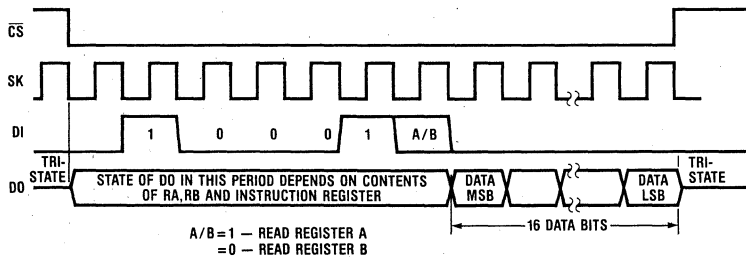 CS
SK
DI
1 0 0 0 1 A/B
TRI-
STATE
DO
STATE OF DO IN THIS PERIOD DEPENDS ON CONTENTS
OF RA, RB AND INSTRUCTION REGISTER
DATA
MSB
DATA
LSB
TRI-
STATE
16 DATA BITS
A/B=1 — READ REGISTER A
=0 — READ REGISTER B